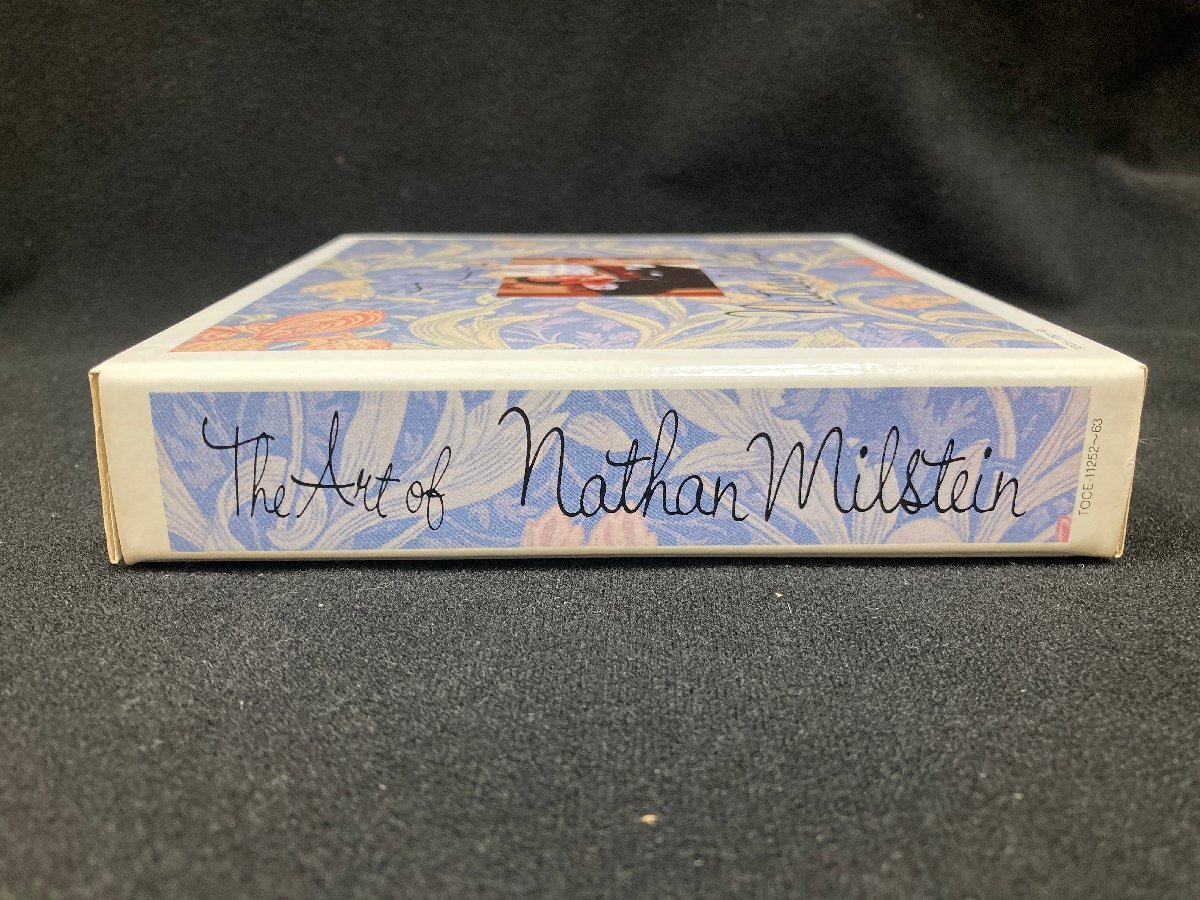 The Art of Nathan Milstein
TOCE-11252~63